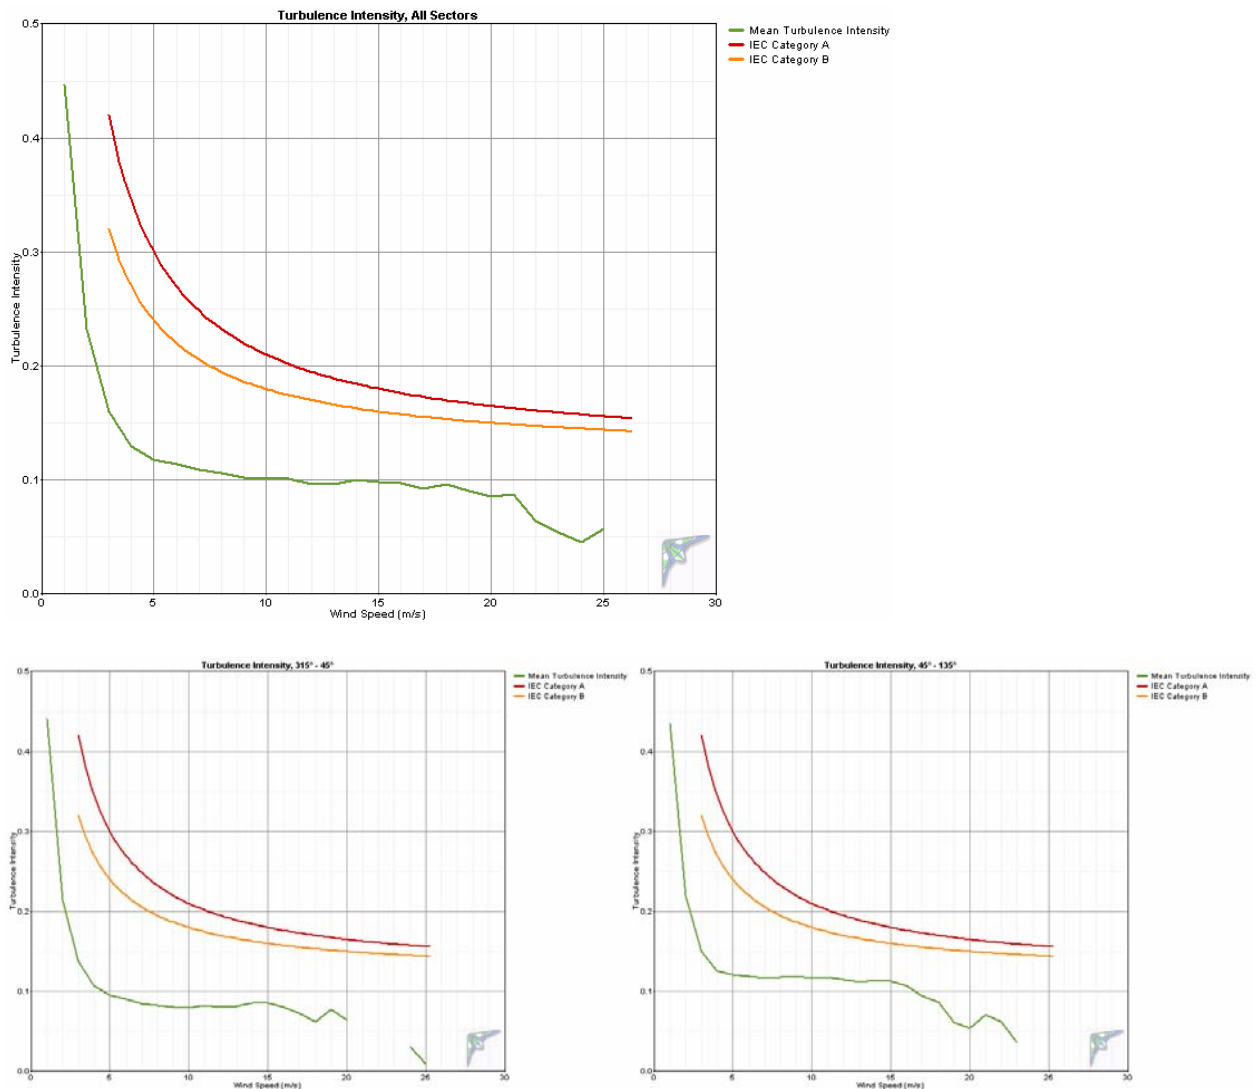 Turbulence Intensity, All Sectors
Mean Turbulence Intensity
IEC Category A
IEC Category B
0.5
0.4
0.3
0.2
0.1
0.0
Turbulence Intensity
0 5 10 15 20 25 30
Wind Speed (m/s)
Turbulence Intensity, 315° - 45°
Mean Turbulence Intensity
IEC Category A
IEC Category B
0.5
0.4
0.3
0.2
0.1
0.0
Turbulence Intensity
0 5 10 15 20 25 30
Wind Speed (m/s)
Turbulence Intensity, 45° - 135°
Mean Turbulence Intensity
IEC Category A
IEC Category B
0.5
0.4
0.3
0.2
0.1
0.0
Turbulence Intensity
0 5 10 15 20 25 30
Wind Speed (m/s)